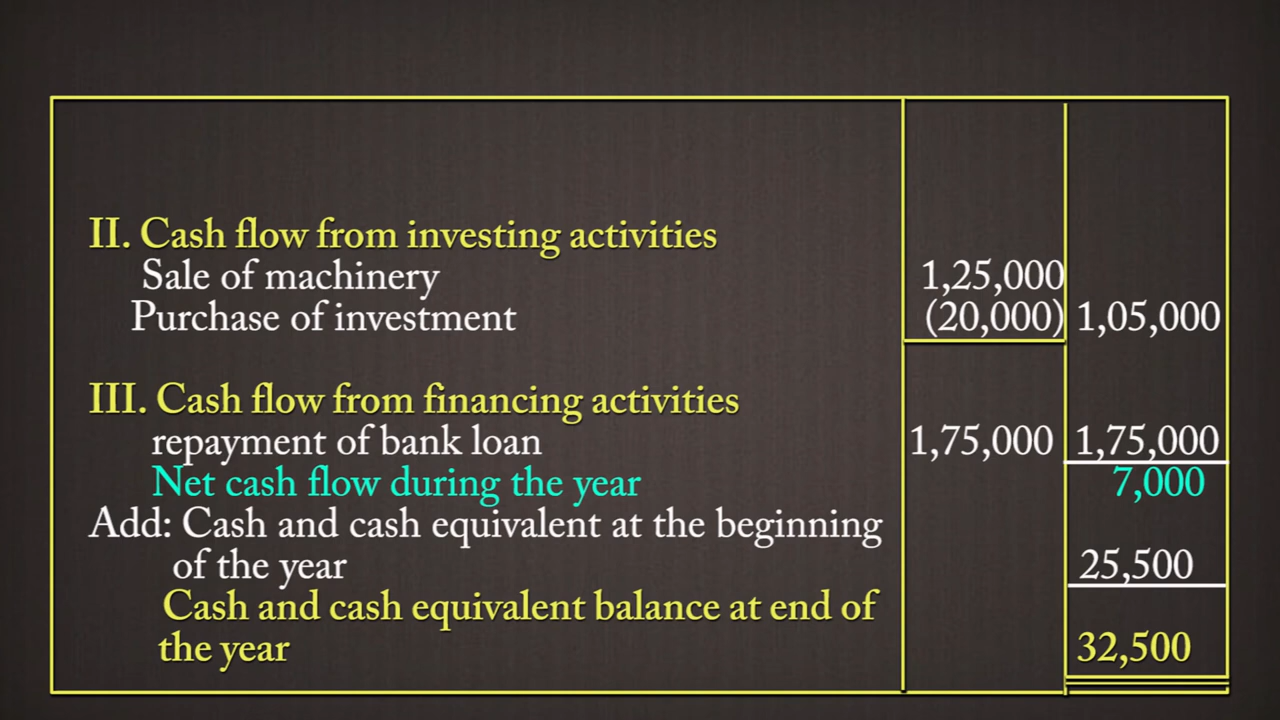 II. Cash flow from investing activities
Sale of machinery 1,25,000
Purchase of investment (20,000) 1,05,000
III. Cash flow from financing activities
repayment of bank loan 1,75,000 1,75,000
Net cash flow during the year 7,000
Add: Cash and cash equivalent at the beginning
of the year 25,500
Cash and cash equivalent balance at end of
the year 32,500